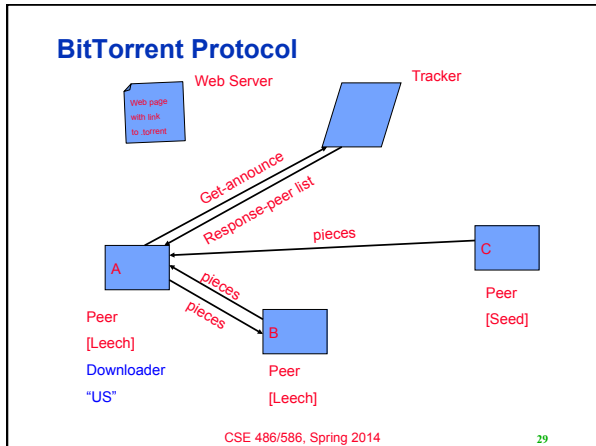 BitTorrent Protocol
Web Server
Tracker
Web page
with link
to .torrent
Get-announce
Response-peer list
pieces
A
C
pieces
pieces
B
Peer
[Leech]
Downloader
“US”
Peer
[Leech]
Peer
[Seed]
CSE 486/586, Spring 2014
29